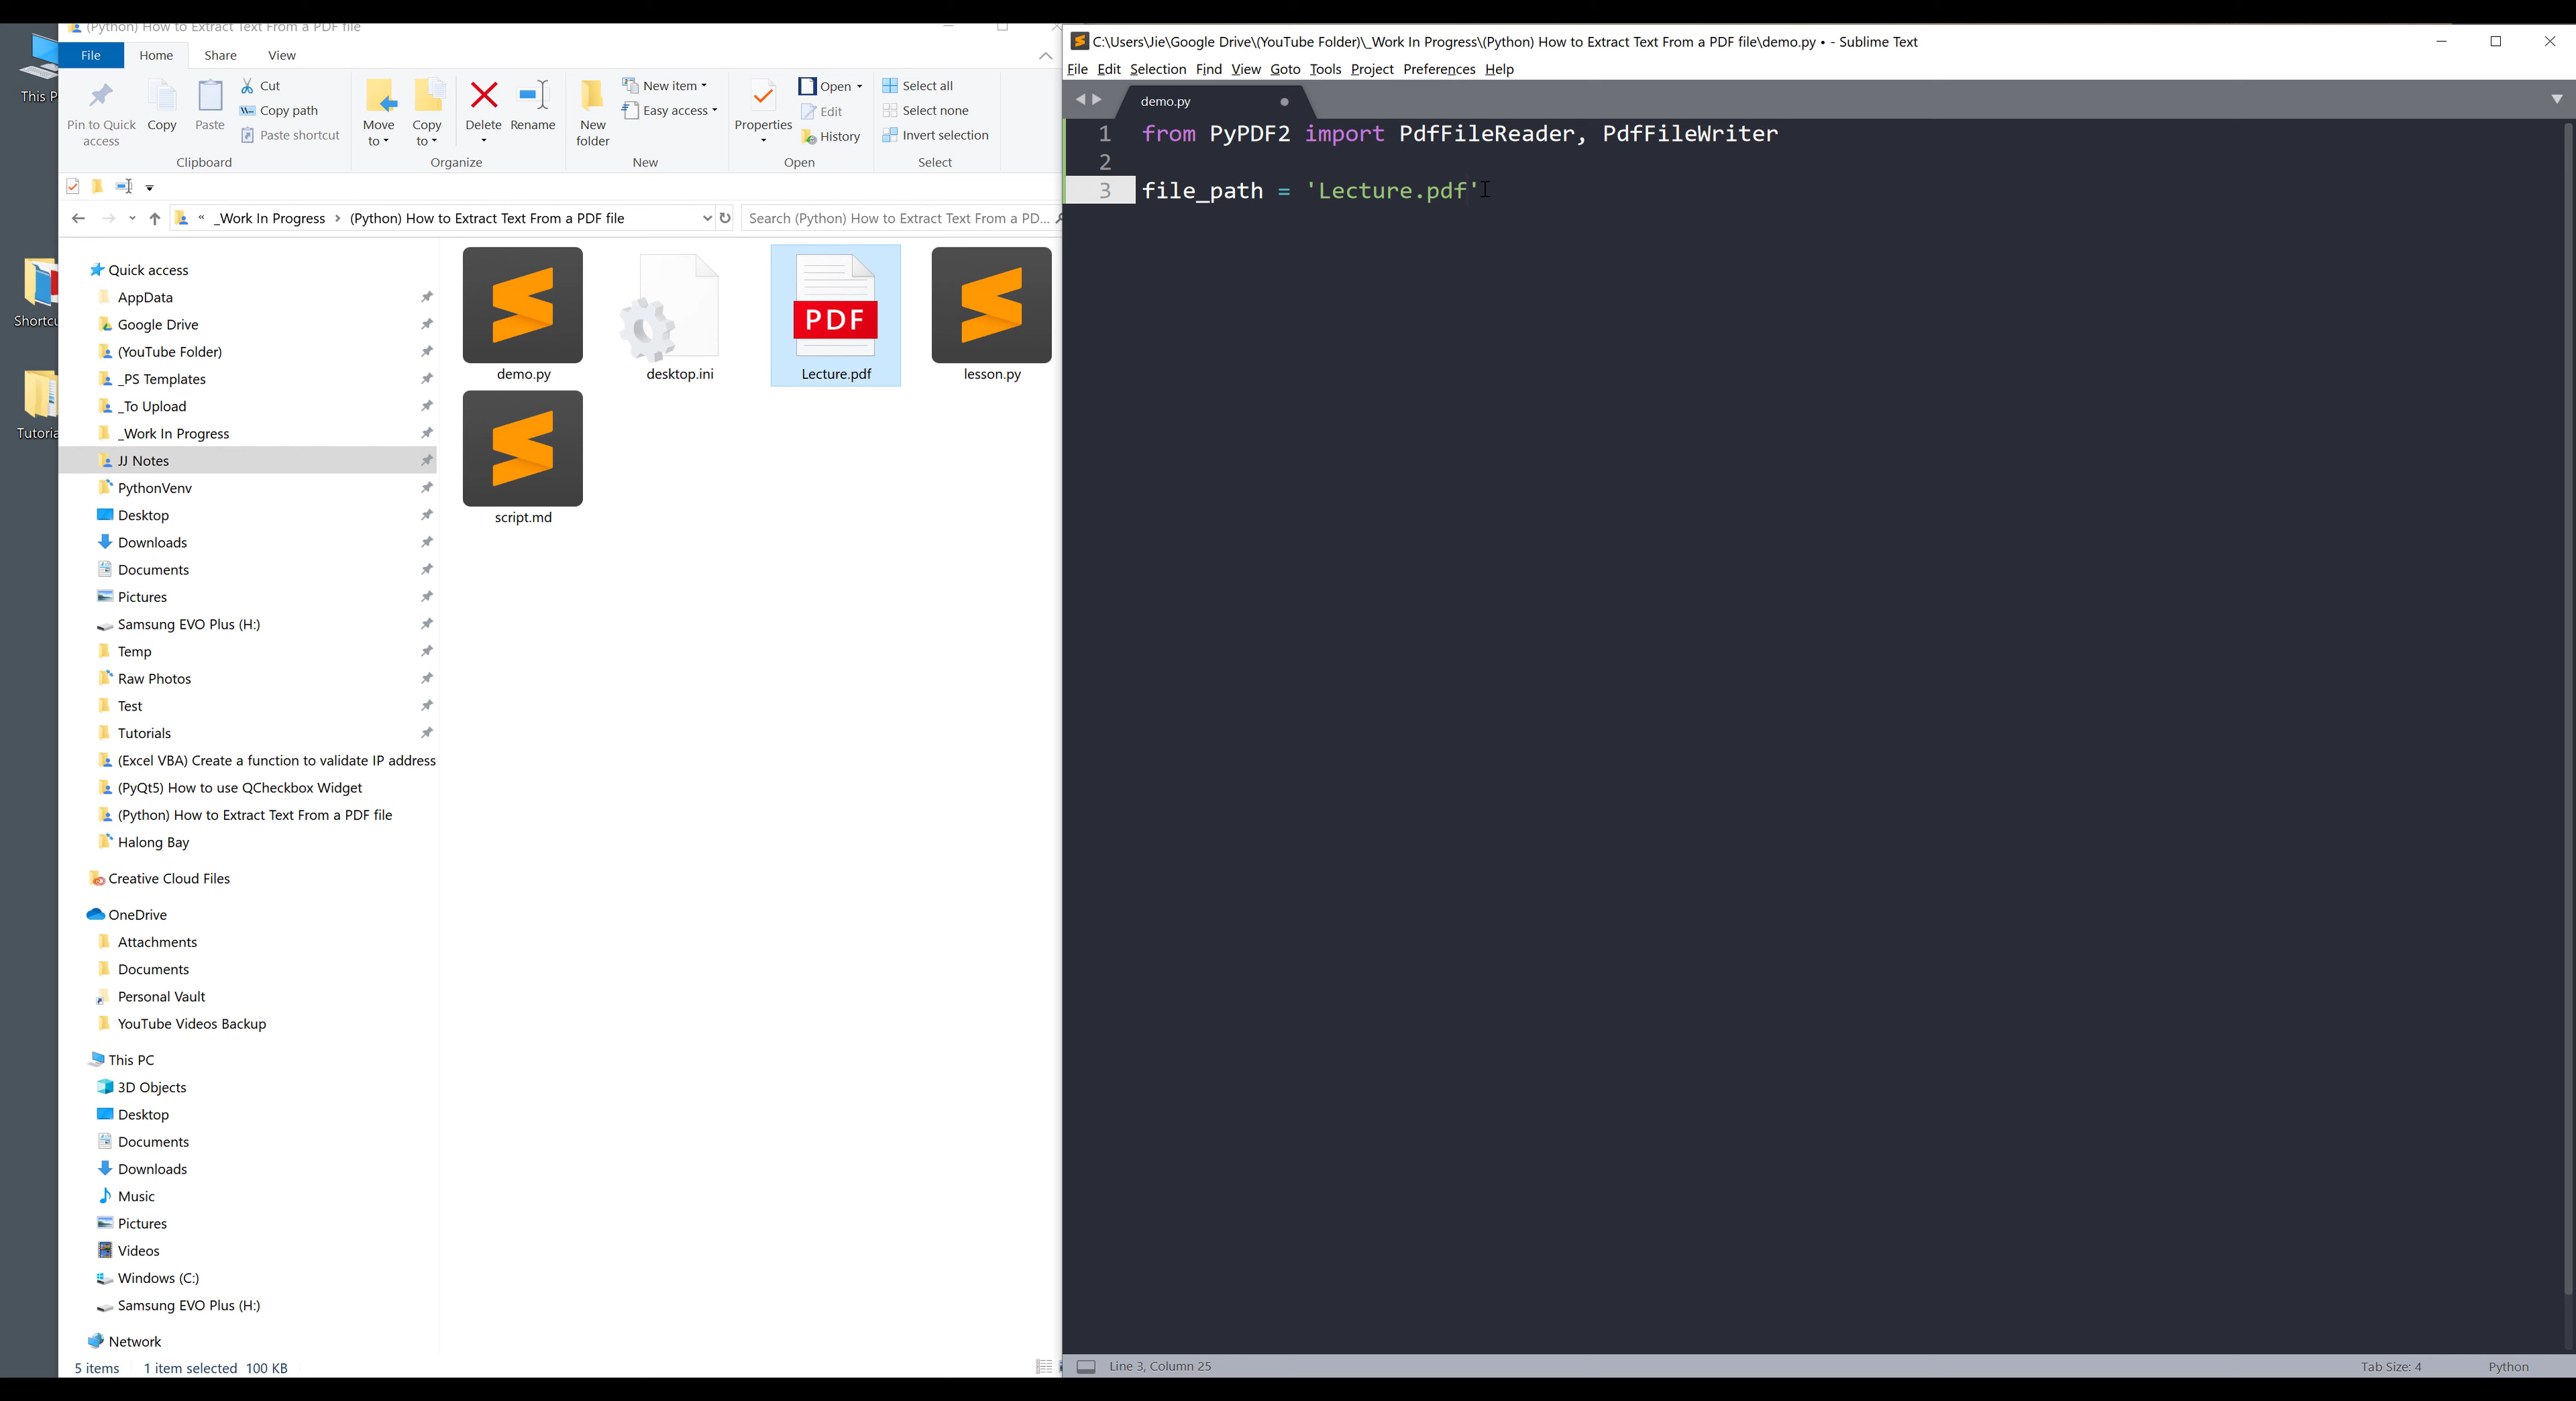 (Python) How to Extract Text From a PDF file
File Home Share View
Pin to Quick access
Copy
Paste
Cut
Copy path
Paste shortcut
Clipboard
Move to
Copy to
Delete
Rename
Organize
New folder
New item
Easy access
New
Properties
Open
Edit
History
Open
Select all
Select none
Invert selection
Select
« _Work In Progress › (Python) How to Extract Text From a PDF file
Search (Python) How to Extract Text From a PD...
This P
Shortcu
Tutoria
Quick access
AppData
Google Drive
(YouTube Folder)
_PS Templates
_To Upload
_Work In Progress
JJ Notes
PythonVenv
Desktop
Downloads
Documents
Pictures
Samsung EVO Plus (H:)
Temp
Raw Photos
Test
Tutorials
(Excel VBA) Create a function to validate IP address
(PyQt5) How to use QCheckbox Widget
(Python) How to Extract Text From a PDF file
Halong Bay
Creative Cloud Files
OneDrive
Attachments
Documents
Personal Vault
YouTube Videos Backup
This PC
3D Objects
Desktop
Documents
Downloads
Music
Pictures
Videos
Windows (C:)
Samsung EVO Plus (H:)
Network
demo.py
desktop.ini
PDF
Lecture.pdf
lesson.py
script.md
5 items 1 item selected 100 KB
C:\Users\Jie\Google Drive\(YouTube Folder)\_Work In Progress\(Python) How to Extract Text From a PDF file\demo.py • - Sublime Text
File Edit Selection Find View Goto Tools Project Preferences Help
demo.py
1 from PyPDF2 import PdfFileReader, PdfFileWriter
2
3 file_path = 'Lecture.pdf'
Line 3, Column 25
Tab Size: 4
Python